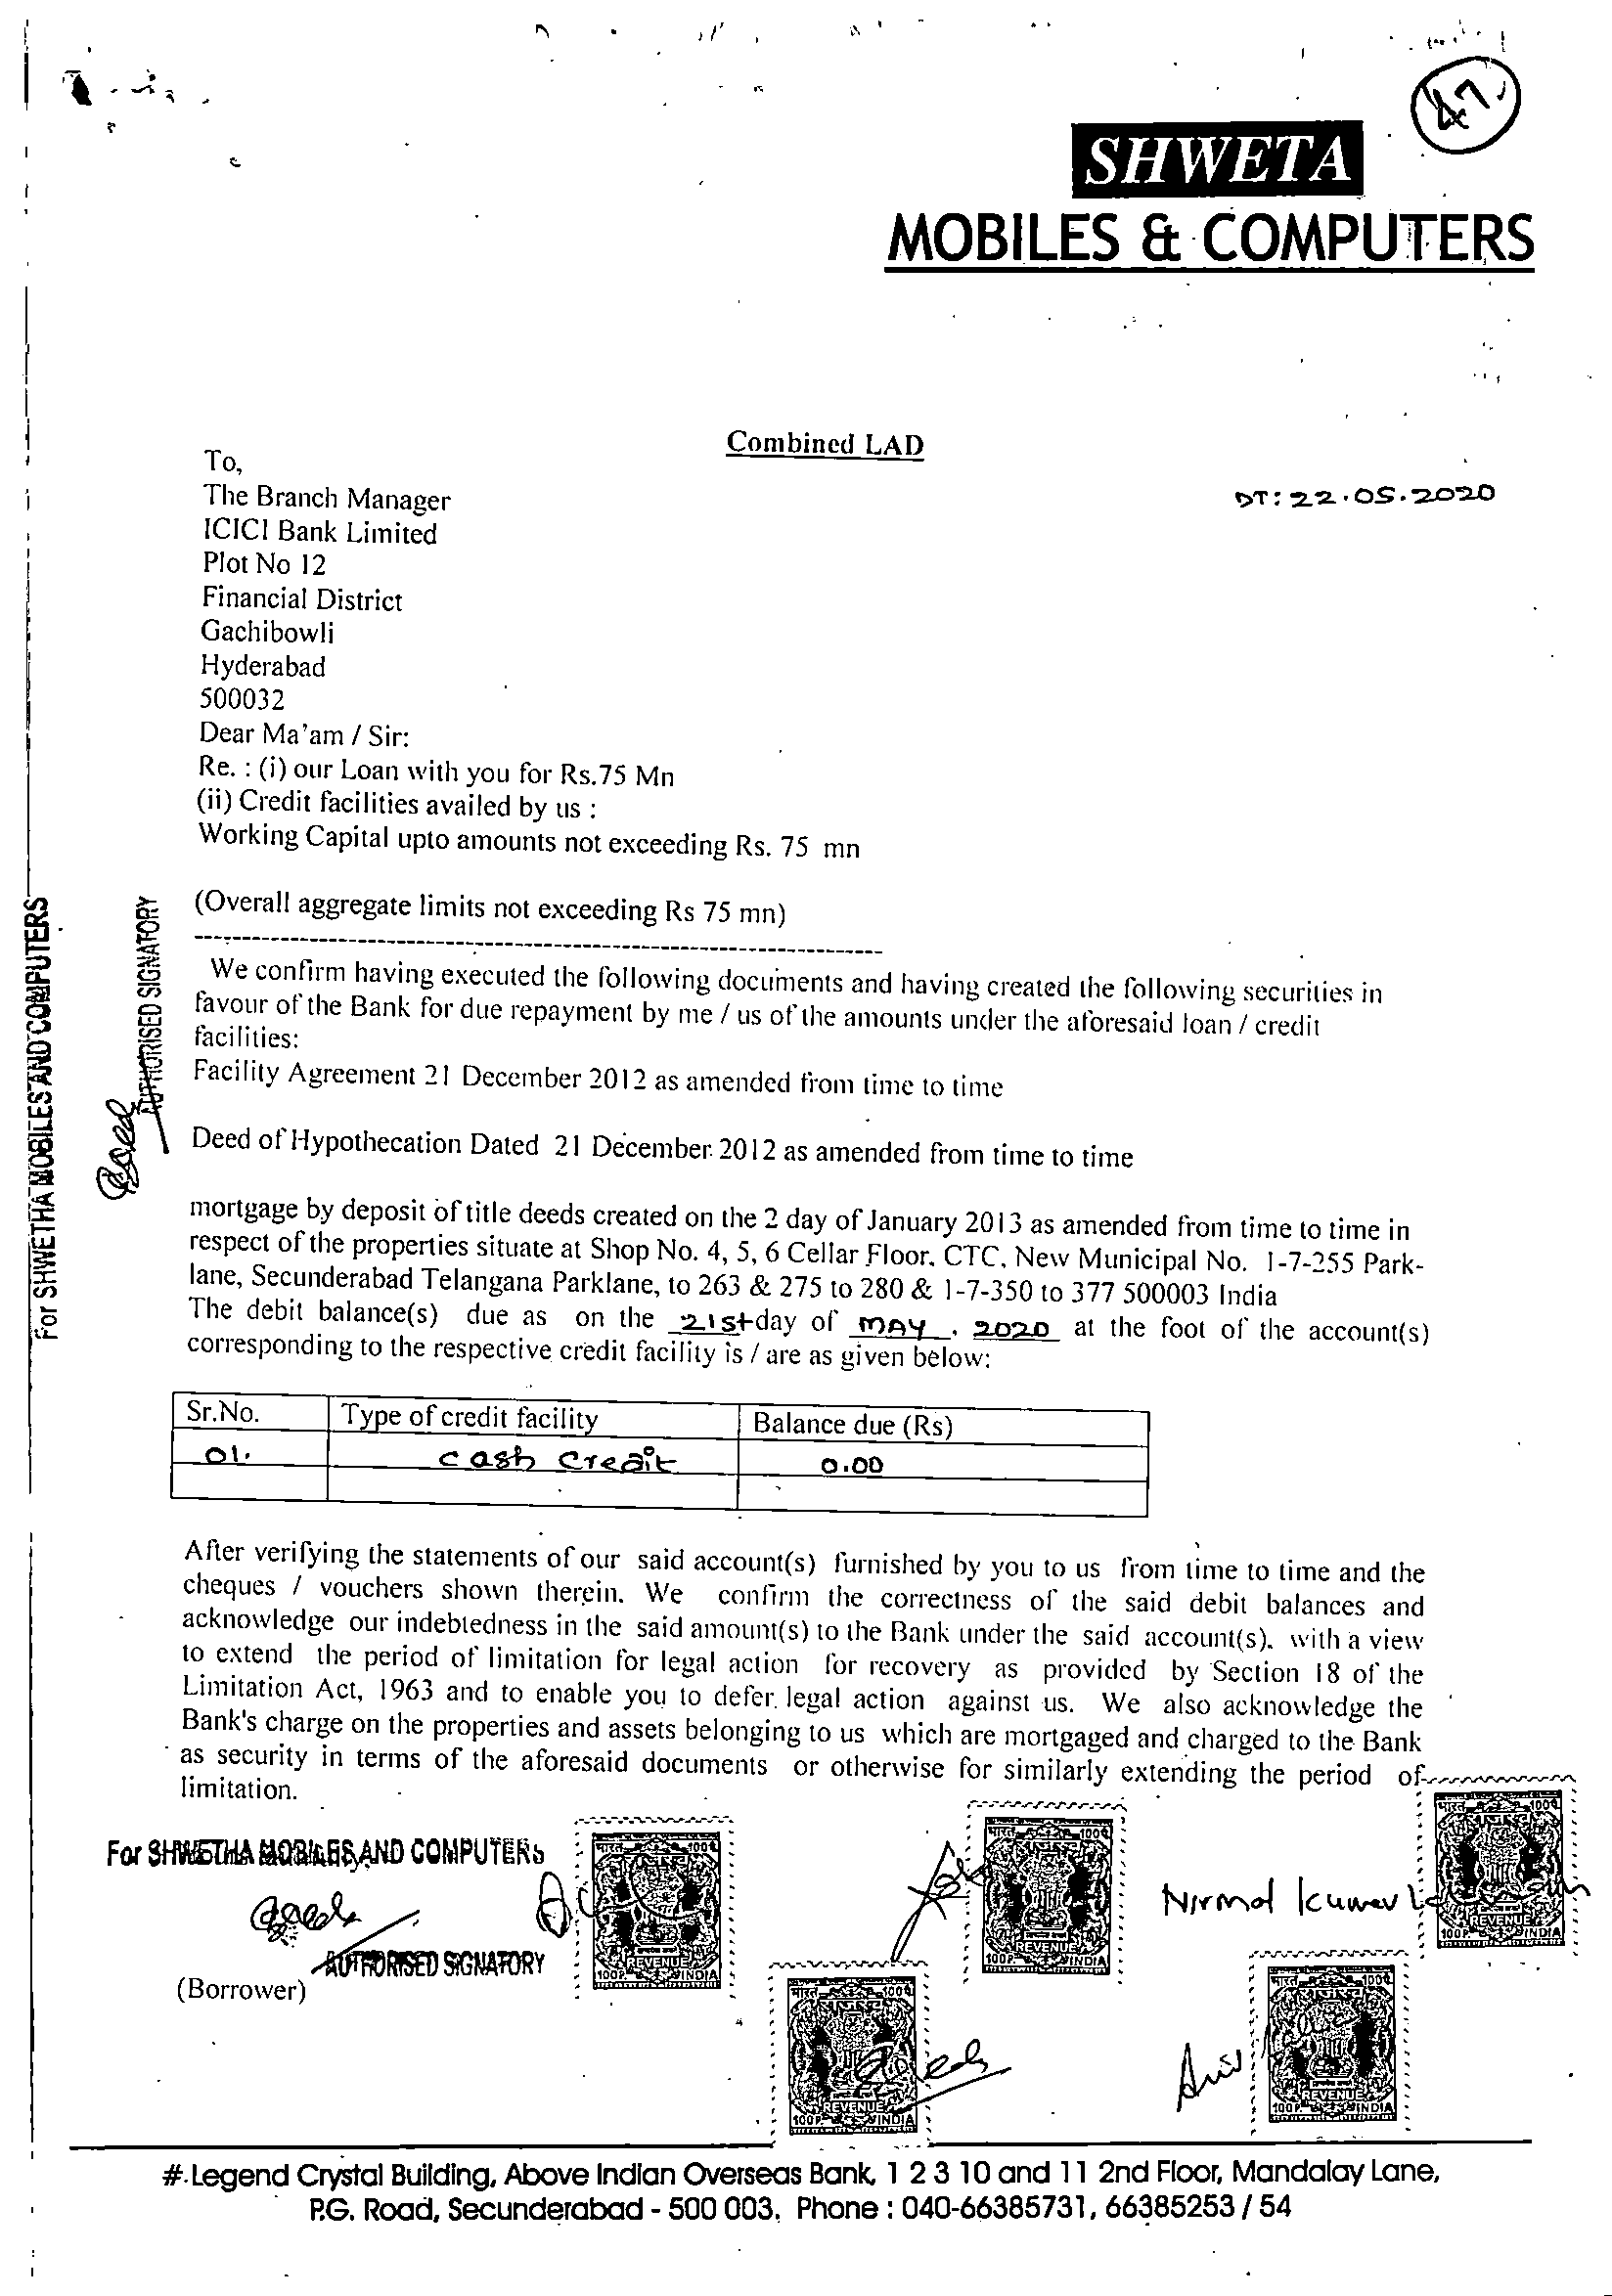 47
SHWETA
MOBILES & COMPUTERS
Combined LAD
To,
DT: 22.05.2020
The Branch Manager
ICICI Bank Limited
Plot No 12
Financial District
Gachibowli
Hyderabad
500032
Dear Ma'am / Sir:
Re. : (i) our Loan with you for Rs.75 Mn
(ii) Credit facilities availed by us :
Working Capital upto amounts not exceeding Rs. 75 mn
(Overall aggregate limits not exceeding Rs 75 mn)
We confirm having executed the following documents and having created the following securities in
favour of the Bank for due repayment by me / us of the amounts under the aforesaid loan / credit
facilities:
Facility Agreement 21 December 2012 as amended from time to time
Deed of Hypothecation Dated 21 December 2012 as amended from time to time
mortgage by deposit of title deeds created on the 2 day of January 2013 as amended from time to time in
respect of the properties situate at Shop No. 4, 5, 6 Cellar Floor. CTC, New Municipal No. 1-7-255 Park-
lane, Secunderabad Telangana Parklane, to 263 & 275 to 280 & 1-7-350 to 377 500003 India
The debit balance(s) due as on the 21st day of MAY, 2020 at the foot of the account(s)
corresponding to the respective credit facility is / are as given below:
Sr.No. Type of credit facility Balance due (Rs)
01. cash credit 0.00
After verifying the statements of our said account(s) furnished by you to us from time to time and the
cheques / vouchers shown therein. We confirm the correctness of the said debit balances and
acknowledge our indebtedness in the said amount(s) to the Bank under the said account(s). with a view
to extend the period of limitation for legal action for recovery as provided by Section 18 of the
Limitation Act, 1963 and to enable you to defer legal action against us. We also acknowledge the
Bank's charge on the properties and assets belonging to us which are mortgaged and charged to the Bank
as security in terms of the aforesaid documents or otherwise for similarly extending the period of
limitation.
For SHWETHA MOBILES AND COMPUTERS
AUTHORISED SIGNATORY
For SHWETHA MOBILES AND COMPUTERS
AUTHORISED SIGNATORY
(Borrower)
Nirmal Kumar
भारत 100
REVENUE
100P. INDIA
भारत 100
REVENUE
100P. INDIA
भारत 100
REVENUE
100P. INDIA
भारत 100
REVENUE
100P. INDIA
भारत 100
REVENUE
100P. INDIA
#.Legend Crystal Building, Above Indian Overseas Bank, 1 2 3 10 and 11 2nd Floor, Mandalay Lane,
P.G. Road, Secunderabad - 500 003. Phone : 040-66385731, 66385253 / 54